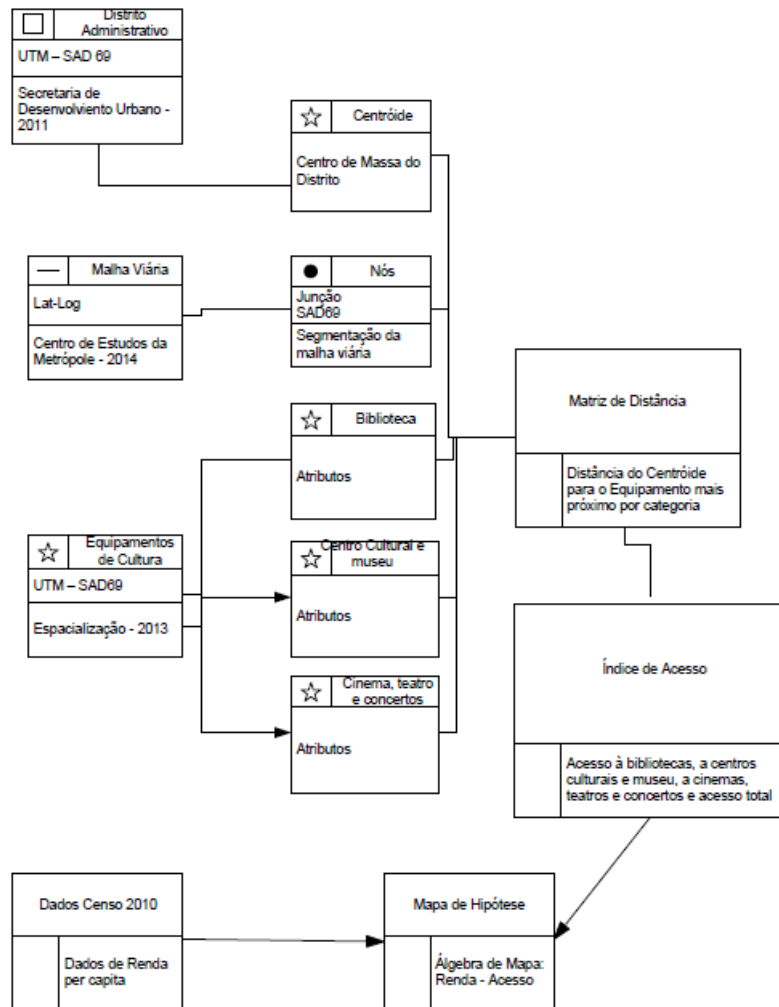 Distrito
Administrativo
UTM – SAD 69
Secretaria de
Desenvolviento Urbano -
2011
Centróide
Centro de Massa do
Distrito
Malha Viária
Lat-Log
Centro de Estudos da
Metrópole - 2014
Nós
Junção
SAD69
Segmentação da
malha viária
Biblioteca
Atributos
Equipamentos
de Cultura
UTM – SAD69
Espacialização - 2013
Centro Cultural e
museu
Atributos
Cinema, teatro
e concertos
Atributos
Matriz de Distância
Distância do Centróide
para o Equipamento mais
próximo por categoria
Índice de Acesso
Acesso à bibliotecas, a centros
culturais e museu, a cinemas,
teatros e concertos e acesso total
Dados Censo 2010
Dados de Renda
per capita
Mapa de Hipótese
Álgebra de Mapa:
Renda - Acesso